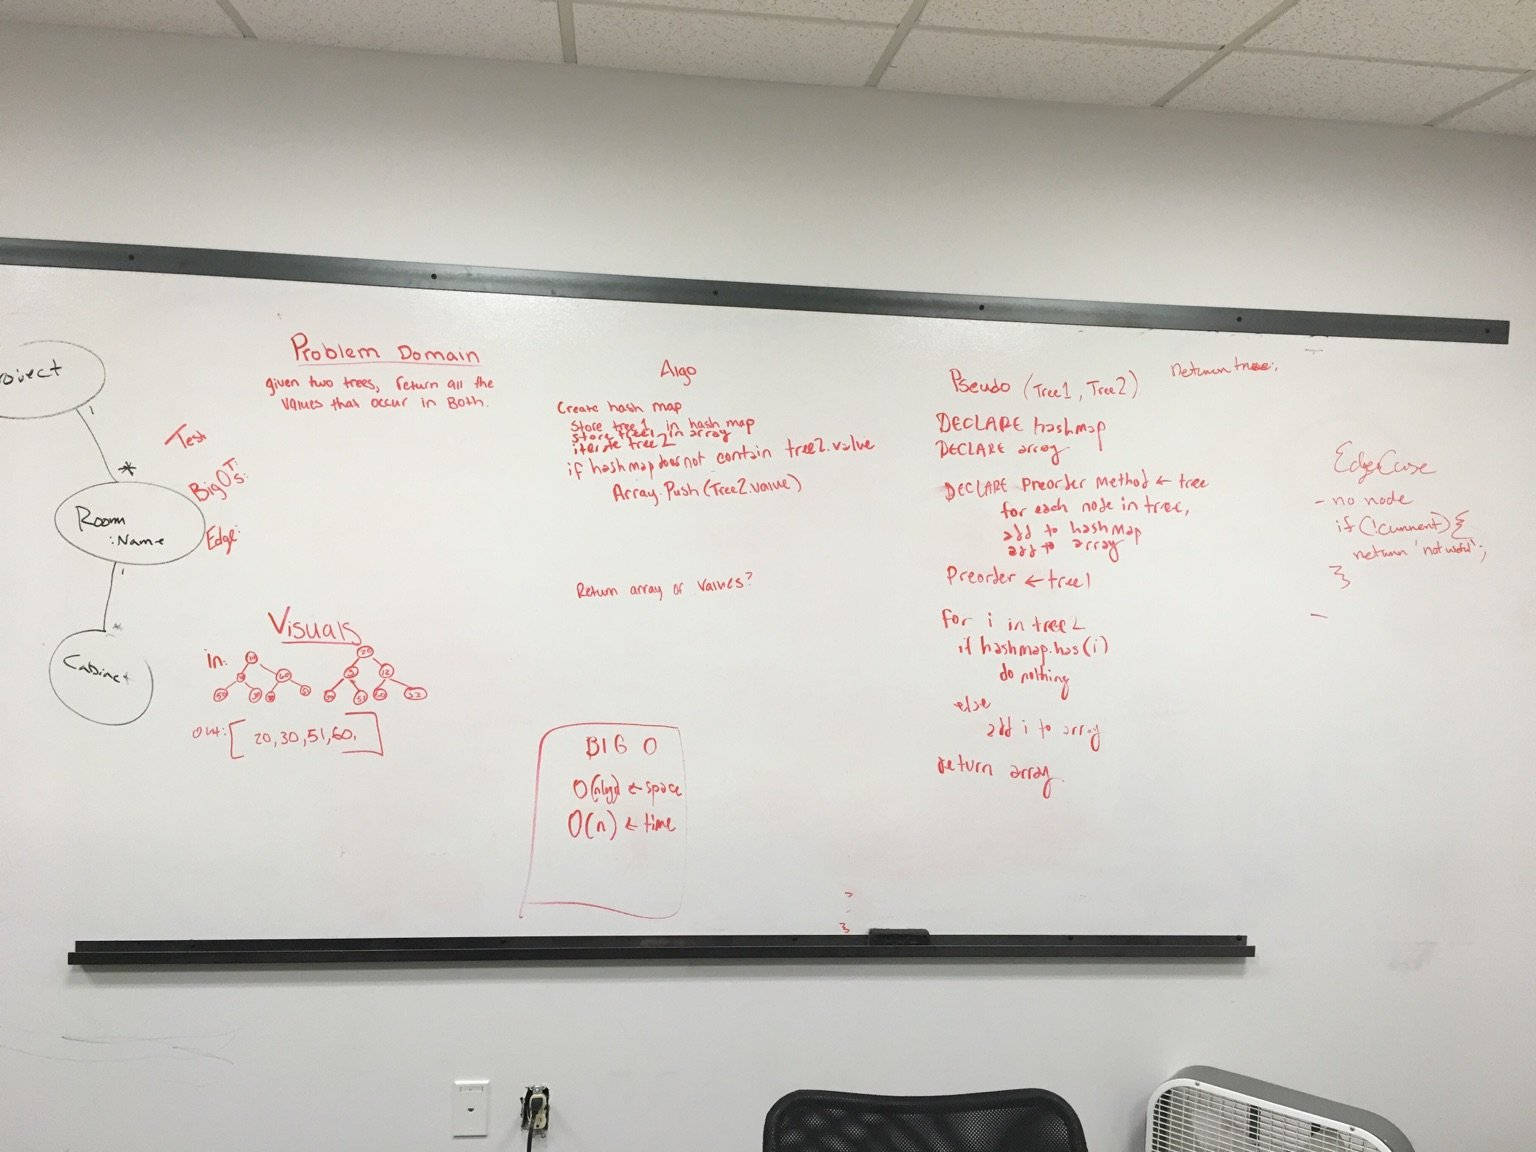 Room
:Name
Cabinet
1
*
Test
Big O's:
Edge:
Problem Domain
given two trees, return all the
values that occur in Both.
Visuals
in:
20
12
out: [20, 30, 51, 60, ]
Algo
Create hash map
Store tree1 in hash map
Store tree1 in array
iterate tree2
if hashmap does not contain tree2.value
Array.Push(Tree2.value)
Return array of values?
BIG O
← space
O(n) ← time
Pseudo (Tree1, Tree2)
return tree;
DECLARE hashmap
DECLARE array
DECLARE Preorder Method ← tree
for each node in tree,
add to hashmap
add to array
Preorder ← tree1
for i in tree2
if hashmap.has(i)
do nothing
else
add i to array
return array.
Edge Case
- no node
if (!current) {
return 'not useful';
}
-